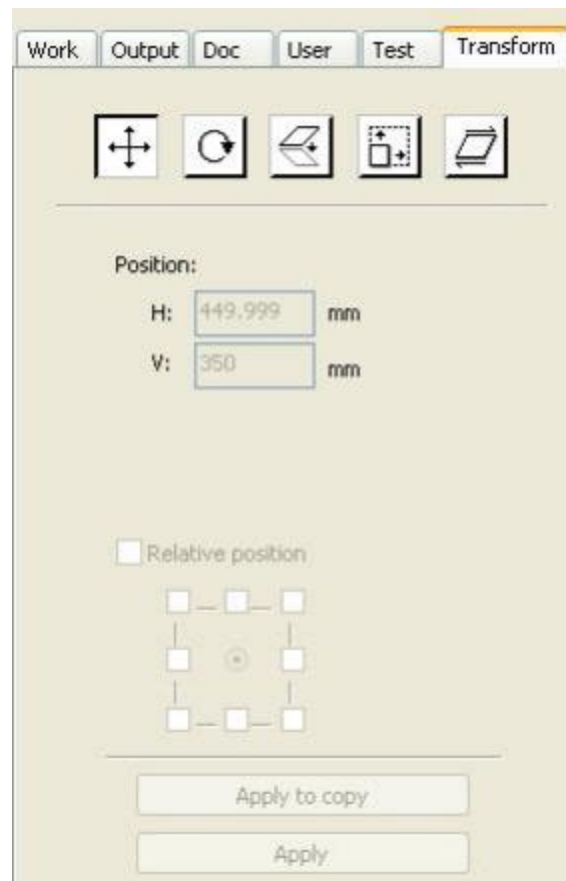 Work Output Doc User Test Transform
Position:
H: 449.999 mm
V: 350 mm
Relative position
Apply to copy
Apply